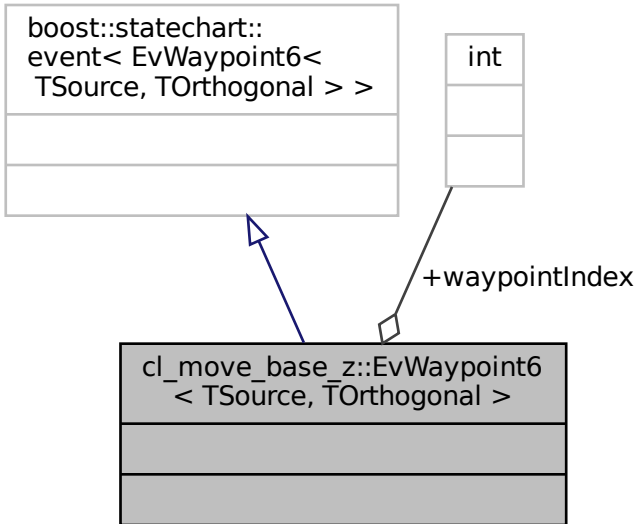 boost::statechart::
event< EvWaypoint6<
TSource, TOrthogonal > >
int
+waypointIndex
cl_move_base_z::EvWaypoint6
< TSource, TOrthogonal >